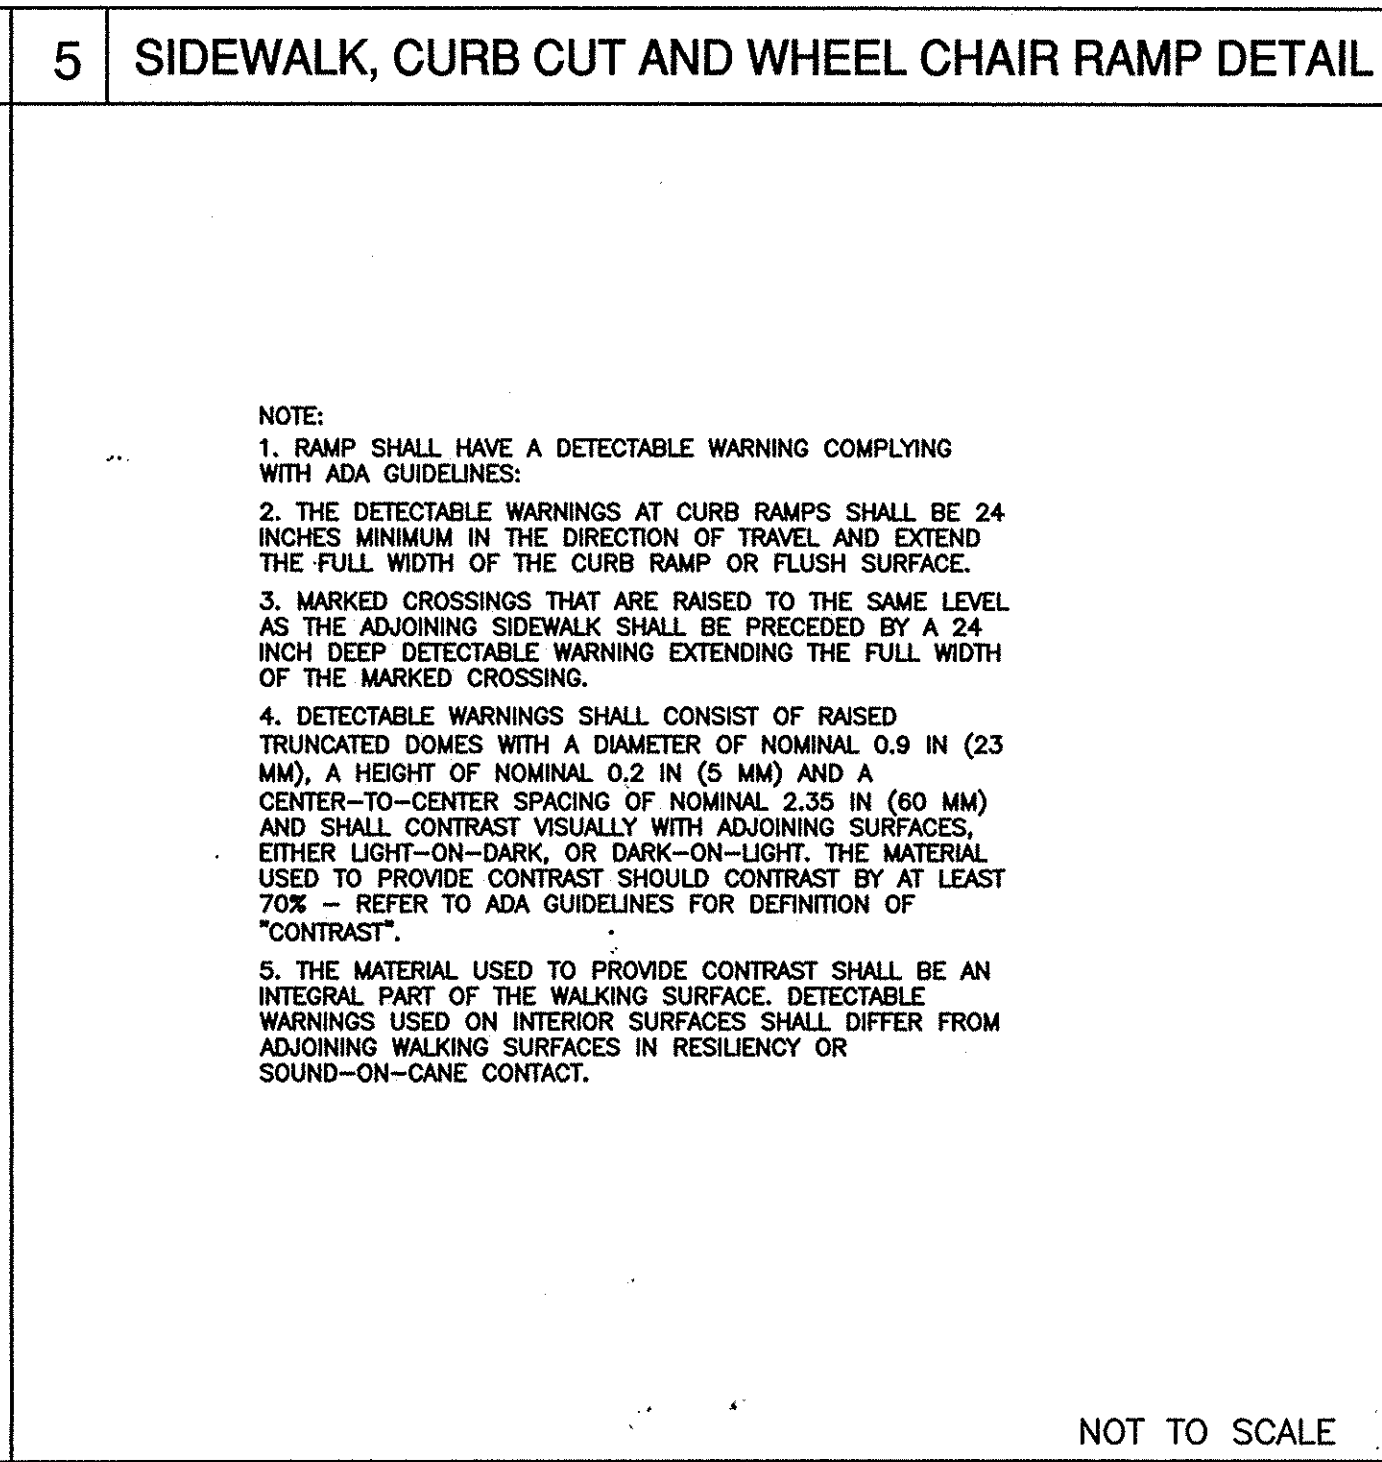 5 SIDEWALK, CURB CUT AND WHEEL CHAIR RAMP DETAIL
NOTE:
1. RAMP SHALL HAVE A DETECTABLE WARNING COMPLYING
WITH ADA GUIDELINES:
2. THE DETECTABLE WARNINGS AT CURB RAMPS SHALL BE 24
INCHES MINIMUM IN THE DIRECTION OF TRAVEL AND EXTEND
THE FULL WIDTH OF THE CURB RAMP OR FLUSH SURFACE.
3. MARKED CROSSINGS THAT ARE RAISED TO THE SAME LEVEL
AS THE ADJOINING SIDEWALK SHALL BE PRECEDED BY A 24
INCH DEEP DETECTABLE WARNING EXTENDING THE FULL WIDTH
OF THE MARKED CROSSING.
4. DETECTABLE WARNINGS SHALL CONSIST OF RAISED
TRUNCATED DOMES WITH A DIAMETER OF NOMINAL 0.9 IN (23
MM), A HEIGHT OF NOMINAL 0.2 IN (5 MM) AND A
CENTER-TO-CENTER SPACING OF NOMINAL 2.35 IN (60 MM)
AND SHALL CONTRAST VISUALLY WITH ADJOINING SURFACES,
EITHER LIGHT-ON-DARK, OR DARK-ON-LIGHT. THE MATERIAL
USED TO PROVIDE CONTRAST SHOULD CONTRAST BY AT LEAST
70% - REFER TO ADA GUIDELINES FOR DEFINITION OF
"CONTRAST".
5. THE MATERIAL USED TO PROVIDE CONTRAST SHALL BE AN
INTEGRAL PART OF THE WALKING SURFACE. DETECTABLE
WARNINGS USED ON INTERIOR SURFACES SHALL DIFFER FROM
ADJOINING WALKING SURFACES IN RESILIENCY OR
SOUND-ON-CANE CONTACT.
NOT TO SCALE